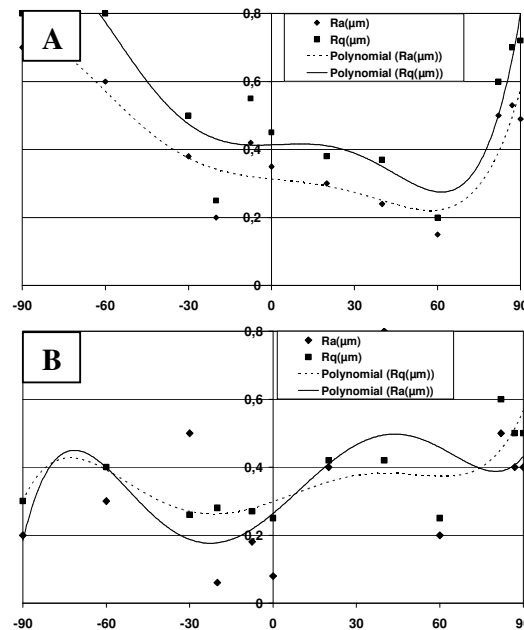 A
0,8
Ra(μm)
Rq(μm)
Polynomial (Ra(μm))
Polynomial (Rq(μm))
0,6
0,4
0,2
0
-90 -60 -30 0 30 60 90
B
0,8
Ra(μm)
Rq(μm)
Polynomial (Rq(μm))
Polynomial (Ra(μm))
0,6
0,4
0,2
0
-90 -60 -30 0 30 60 90